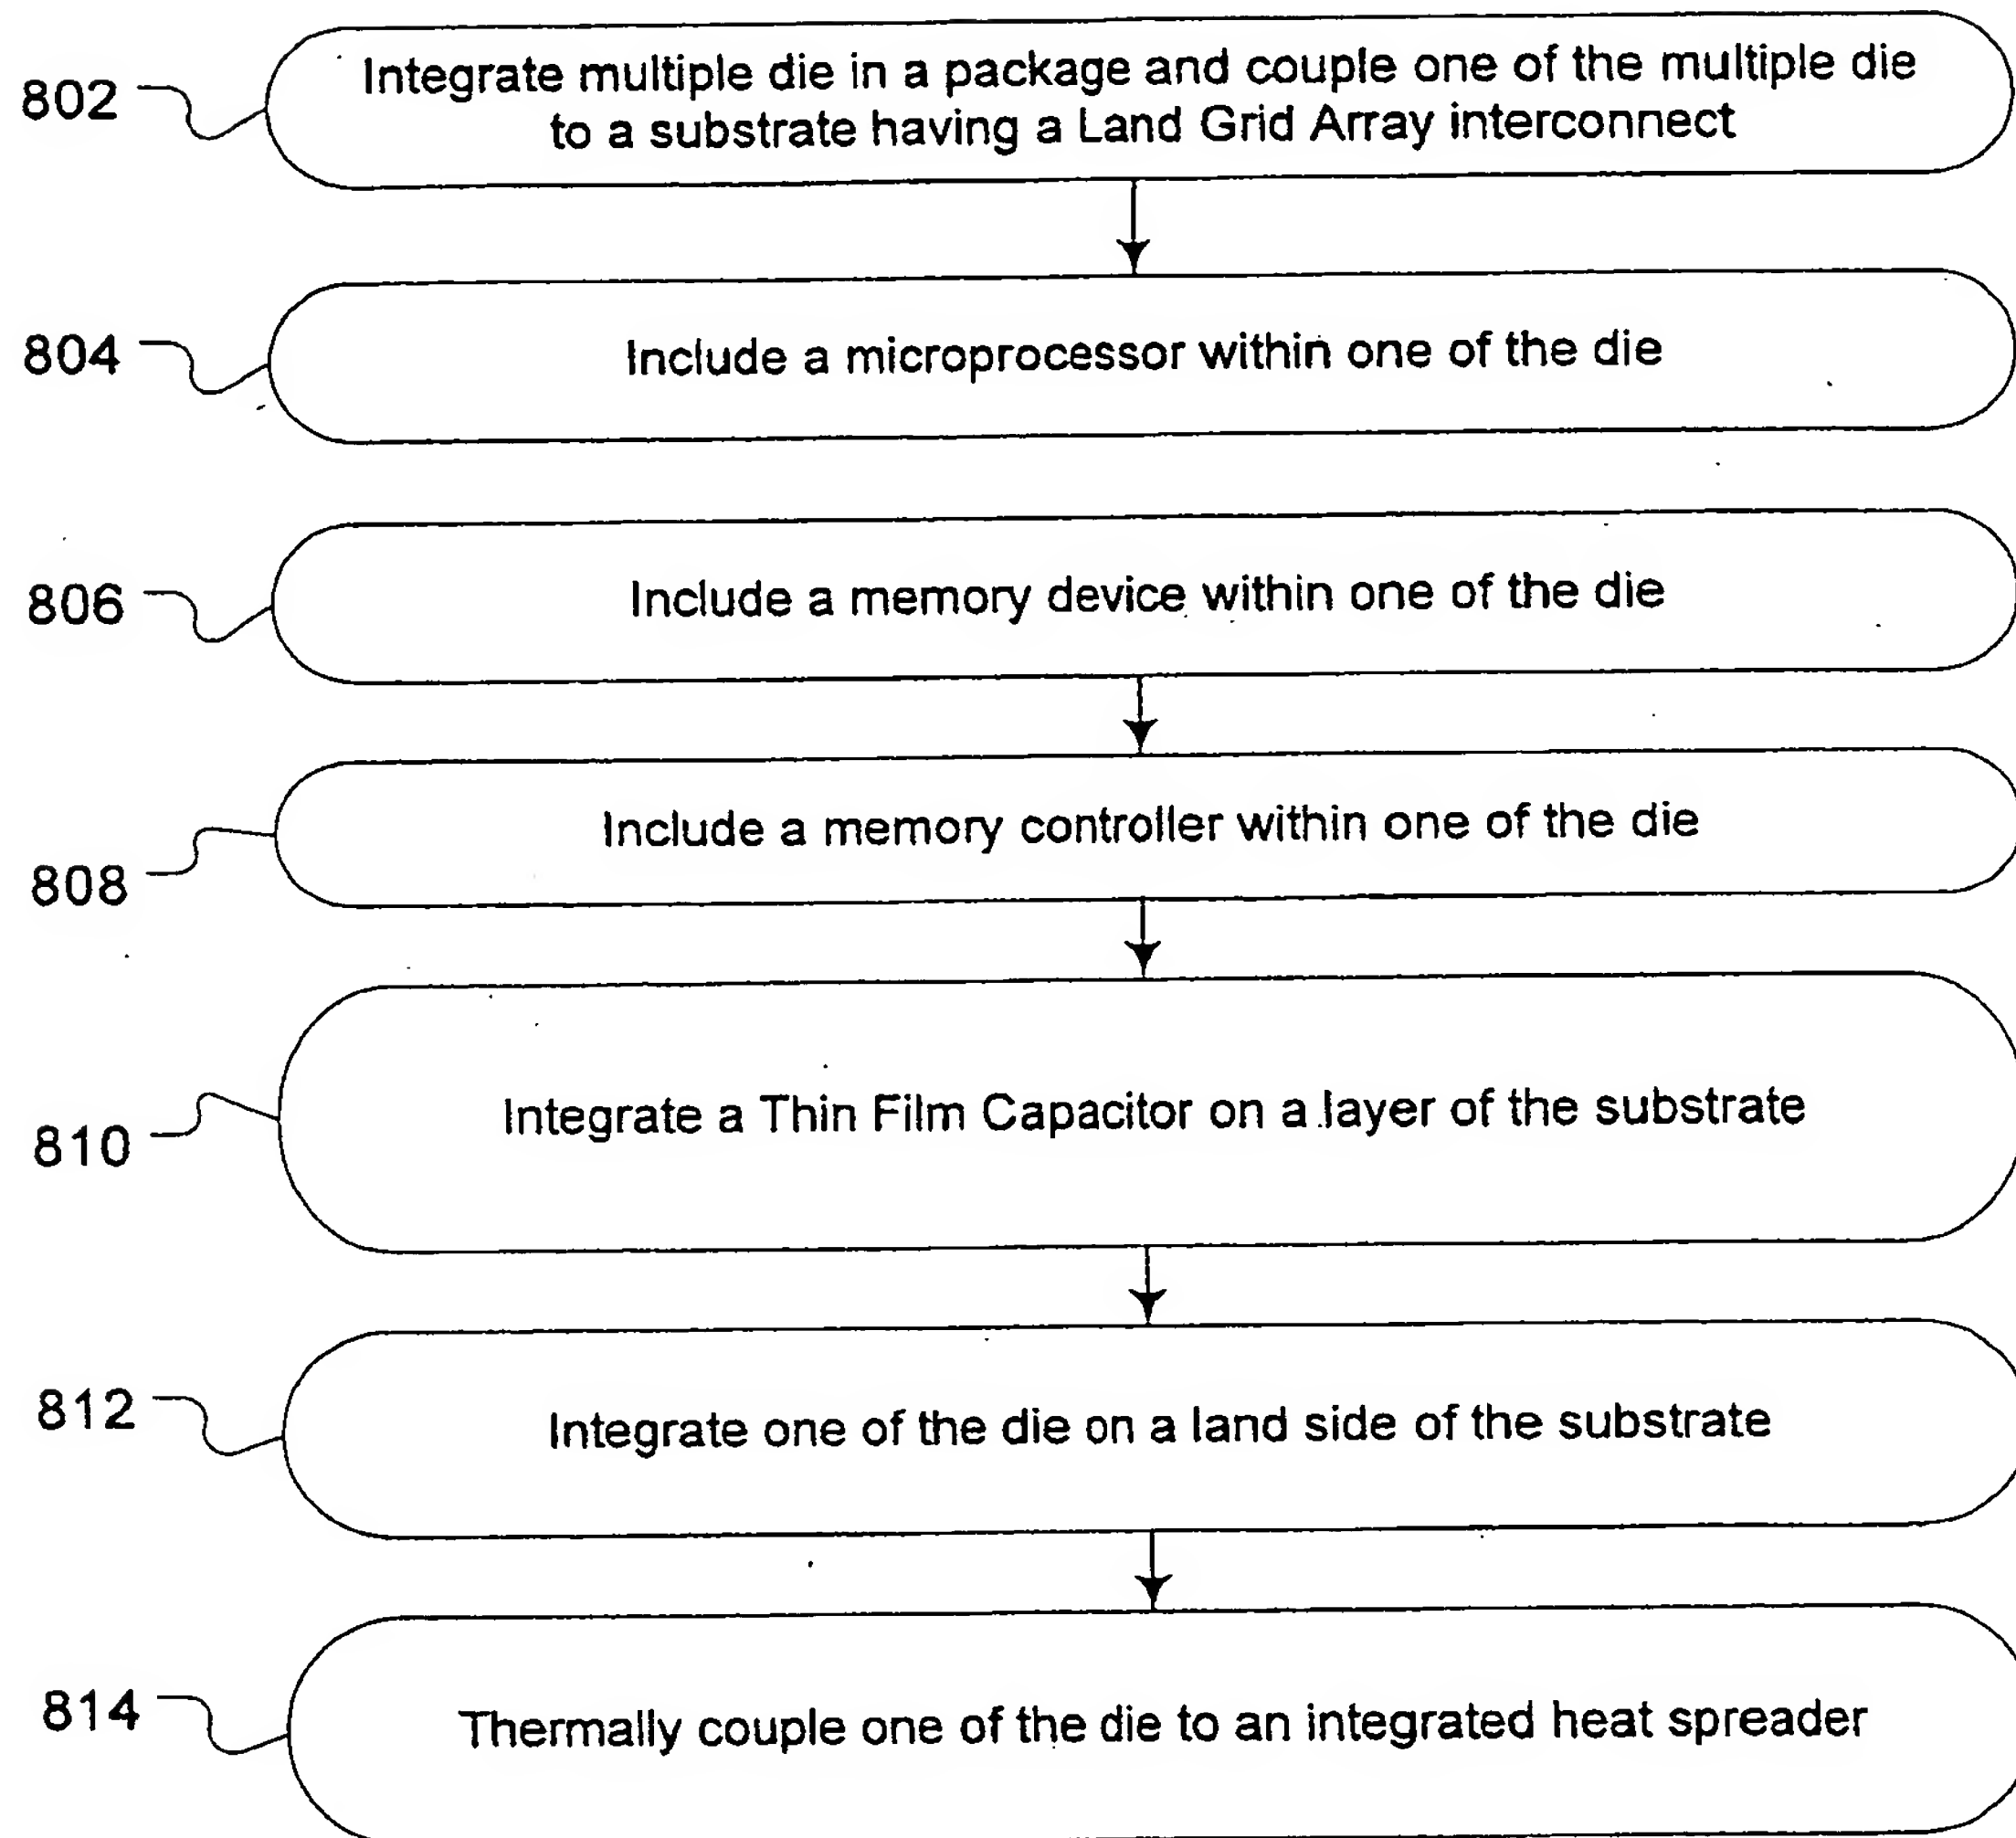 802
Integrate multiple die in a package and couple one of the multiple die
to a substrate having a Land Grid Array interconnect
804
Include a microprocessor within one of the die
806
Include a memory device within one of the die
808
Include a memory controller within one of the die
810
Integrate a Thin Film Capacitor on a layer of the substrate
812
Integrate one of the die on a land side of the substrate
814
Thermally couple one of the die to an integrated heat spreader